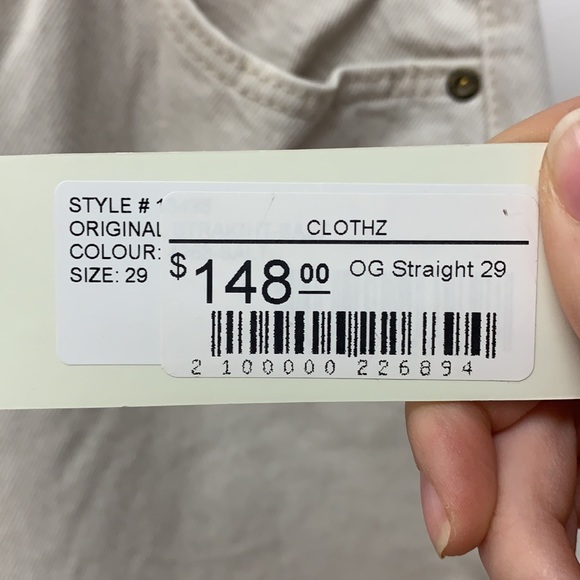 STYLE #
ORIGINAL
COLOUR:
SIZE: 29
CLOTHZ
$148.00 OG Straight 29
2 100000 226894